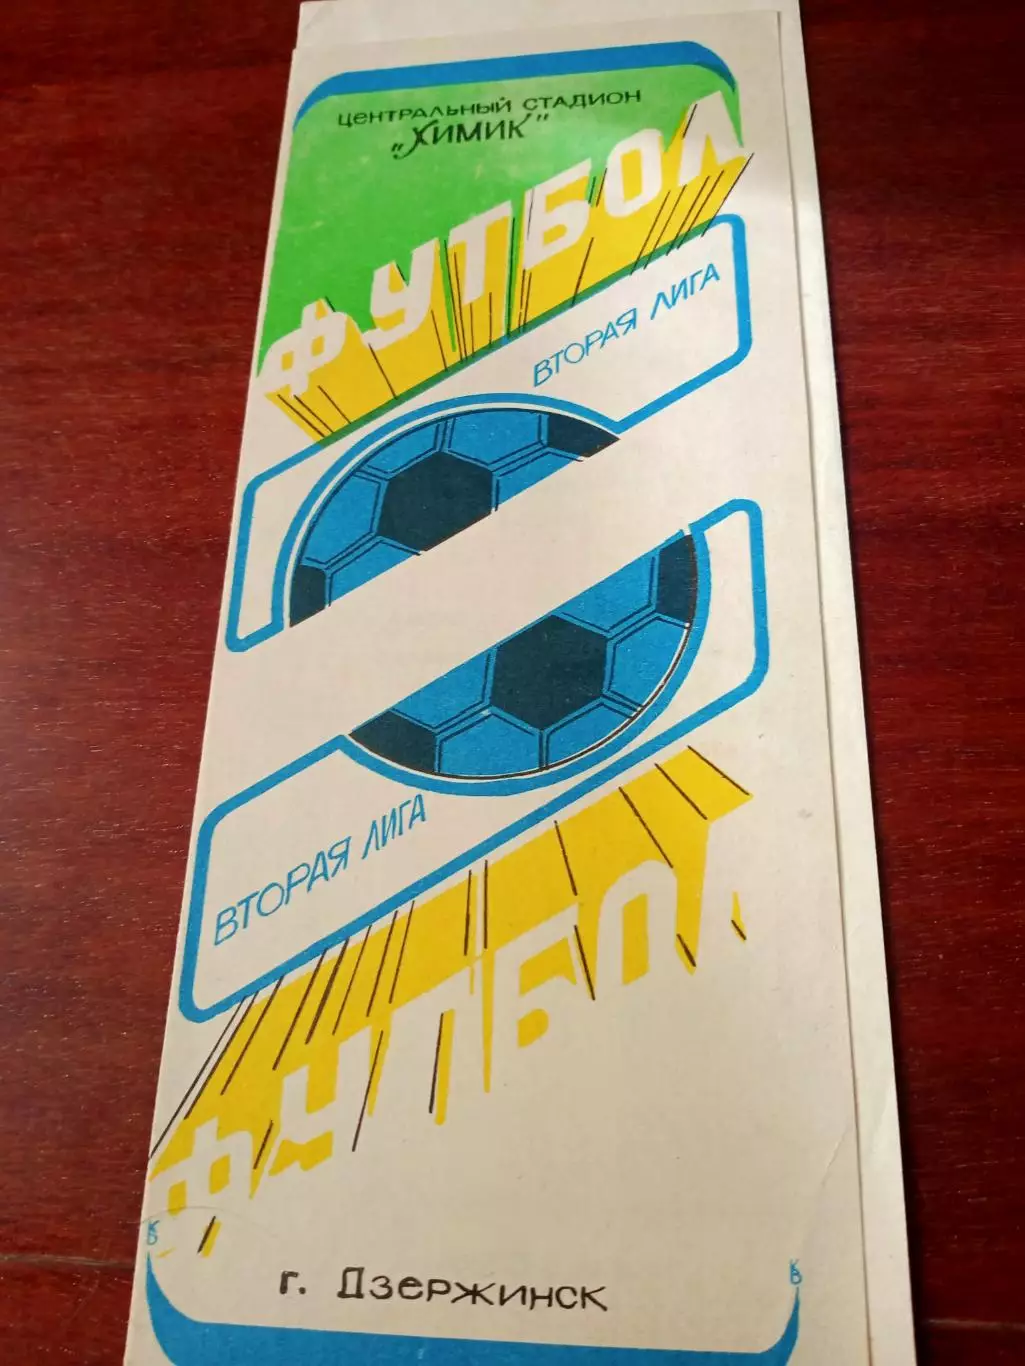 ЦЕНТРАЛЬНЫЙ СТАДИОН
„ХИМИК"
ФУТБОЛ
ВТОРАЯ ЛИГА
ВТОРАЯ ЛИГА
ФУТБОЛ
г. Дзержинск